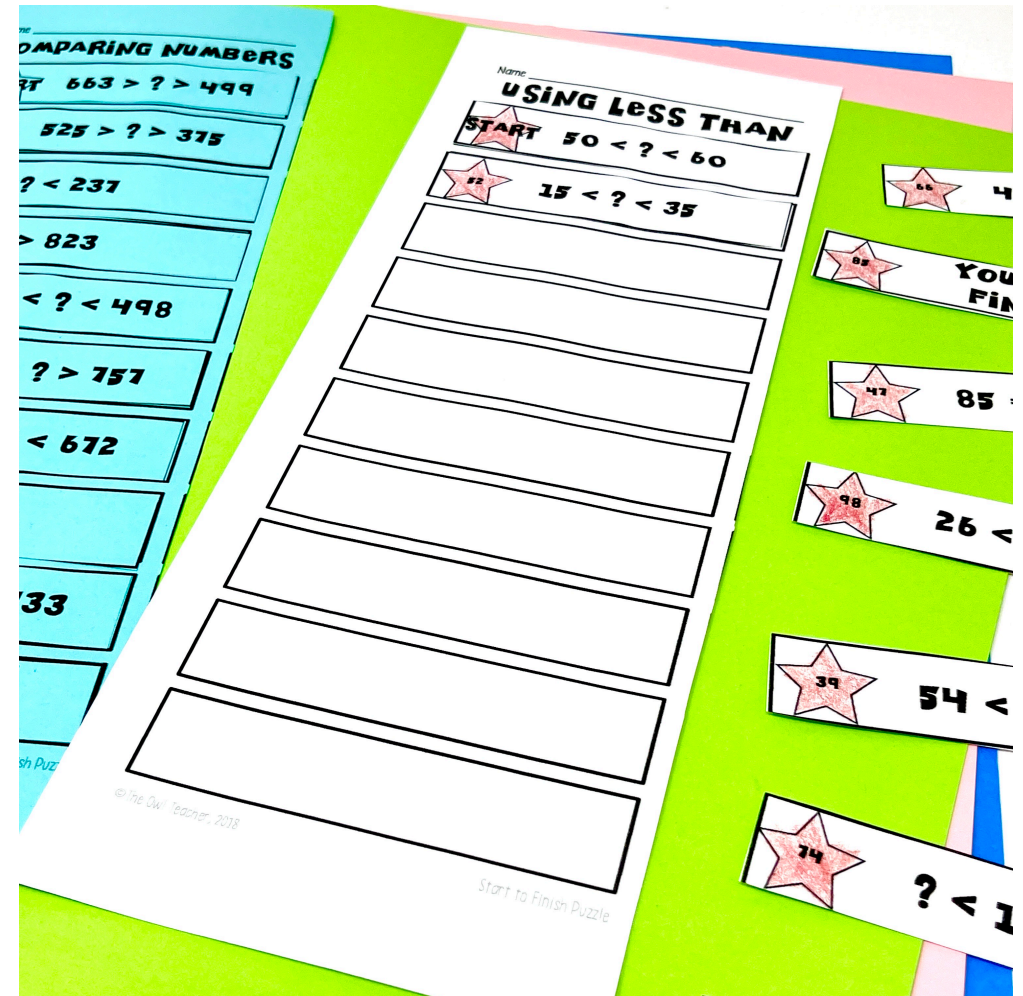 OMPARING NUMBERS
663 > ? > 499
525 > ? > 375
? < 237
> 823
< ? < 498
? > 757
< 672
33
Name
USING LESS THAN
START 50 < ? < 60
52 15 < ? < 35
©The Owl Teacher, 2018
Start to Finish Puzzle
66 4
YOU
FIN
47 85
98 26 <
39 54 <
74 ? < 1